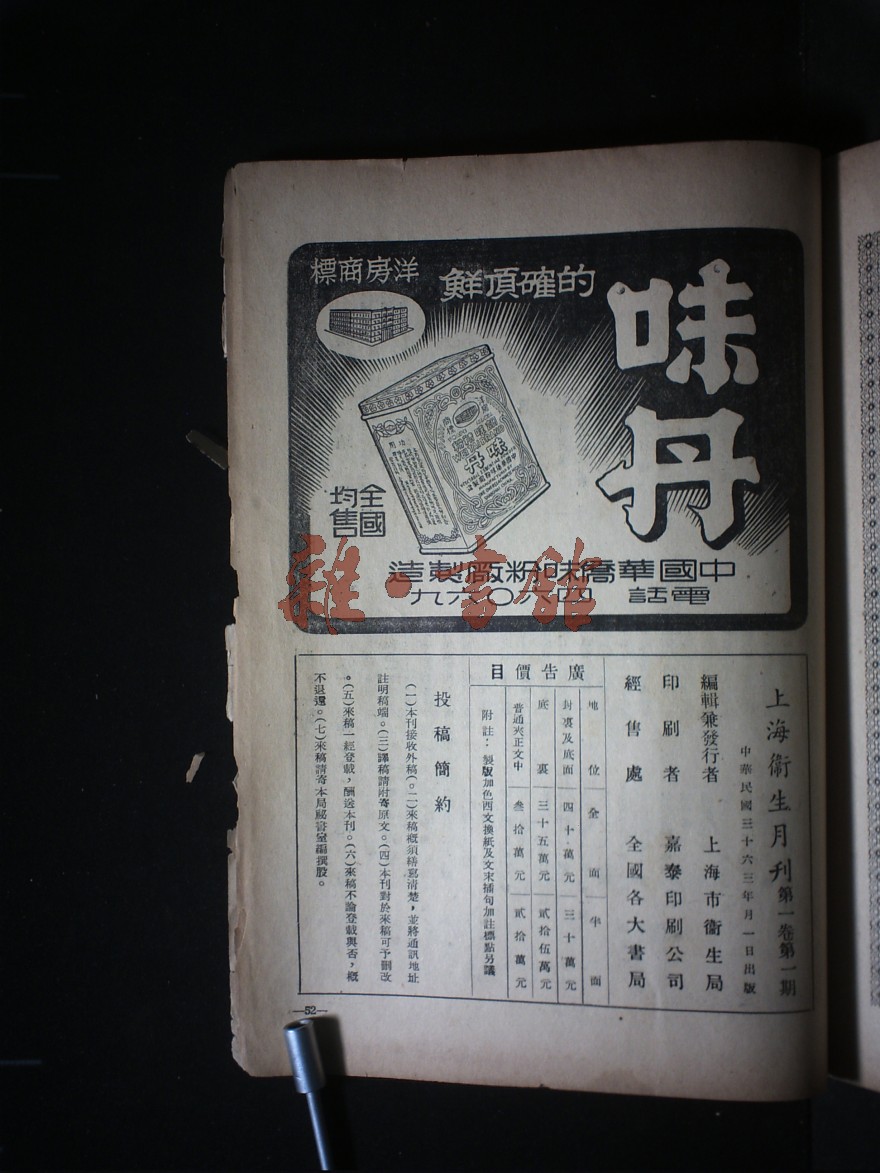 味丹
的確頂鮮
洋房商標
味丹
全國
均售
中國華僑味粉廠製造
電話 四六〇六九
雜·書館
上海衛生月刊 第一卷第一期
中華民國三十六三年月一日出版
編輯兼發行者 上海市衛生局
印刷者 嘉泰印刷公司
經售處 全國各大書局
廣告價目
地位 全面 半面
封裏及底面 四十萬元 三十萬元
底裏 三十五萬元 貳拾伍萬元
普通夾正文中 叁拾萬元 貳拾萬元
附註：製版加色西文換紙及文末插句加註標點另議
投稿簡約
(一)本刊接收外稿。(二)來稿概須繕寫清楚，並將通訊地址
註明稿端。(三)譯稿請附寄原文。(四)本刊對於來稿可予刪改
。(五)來稿一經登載，酬送本刊。(六)來稿不論登載與否，概
不退還。(七)來稿請寄本局秘書室編撰股。
—52—